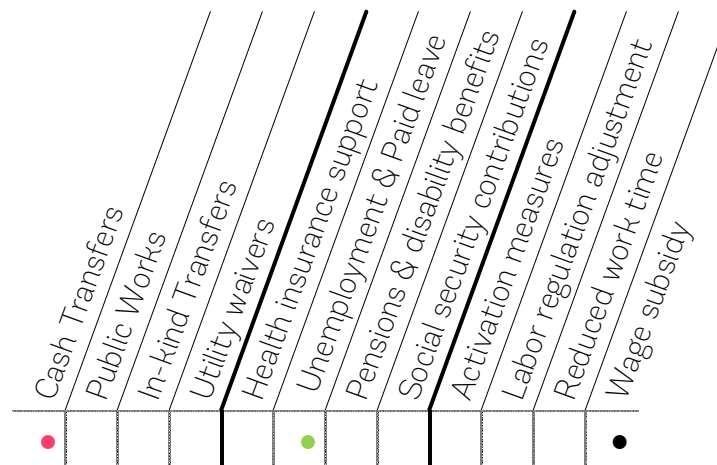 Cash Transfers
Public Works
In-kind Transfers
Utility waivers
Health insurance support
Unemployment & Paid leave
Pensions & disability benefits
Social security contributions
Activation measures
Labor regulation adjustment
Reduced work time
Wage subsidy